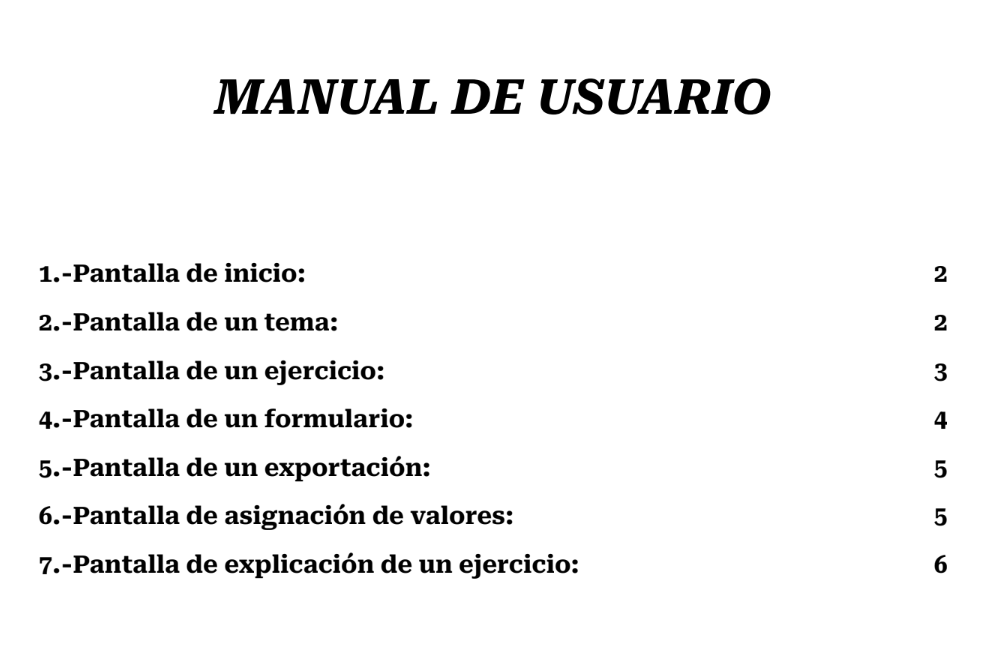 MANUAL DE USUARIO
1.-Pantalla de inicio: 2
2.-Pantalla de un tema: 2
3.-Pantalla de un ejercicio: 3
4.-Pantalla de un formulario: 4
5.-Pantalla de un exportación: 5
6.-Pantalla de asignación de valores: 5
7.-Pantalla de explicación de un ejercicio: 6